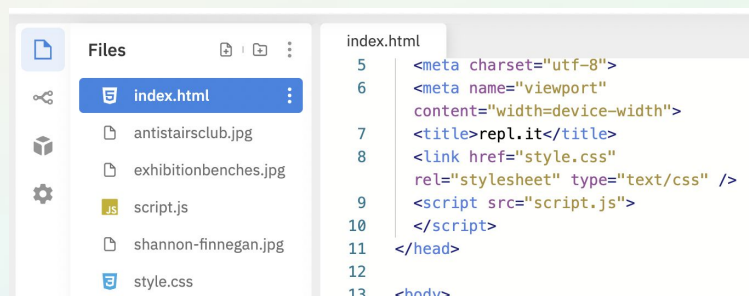 Files
index.html
antistairsclub.jpg
exhibitionbenches.jpg
JS script.js
shannon-finnegan.jpg
style.css
index.html
5 <meta charset="utf-8">
6 <meta name="viewport"
content="width=device-width">
7 <title>repl.it</title>
8 <link href="style.css"
rel="stylesheet" type="text/css" />
9 <script src="script.js">
10 </script>
11 </head>
12
13 <body>